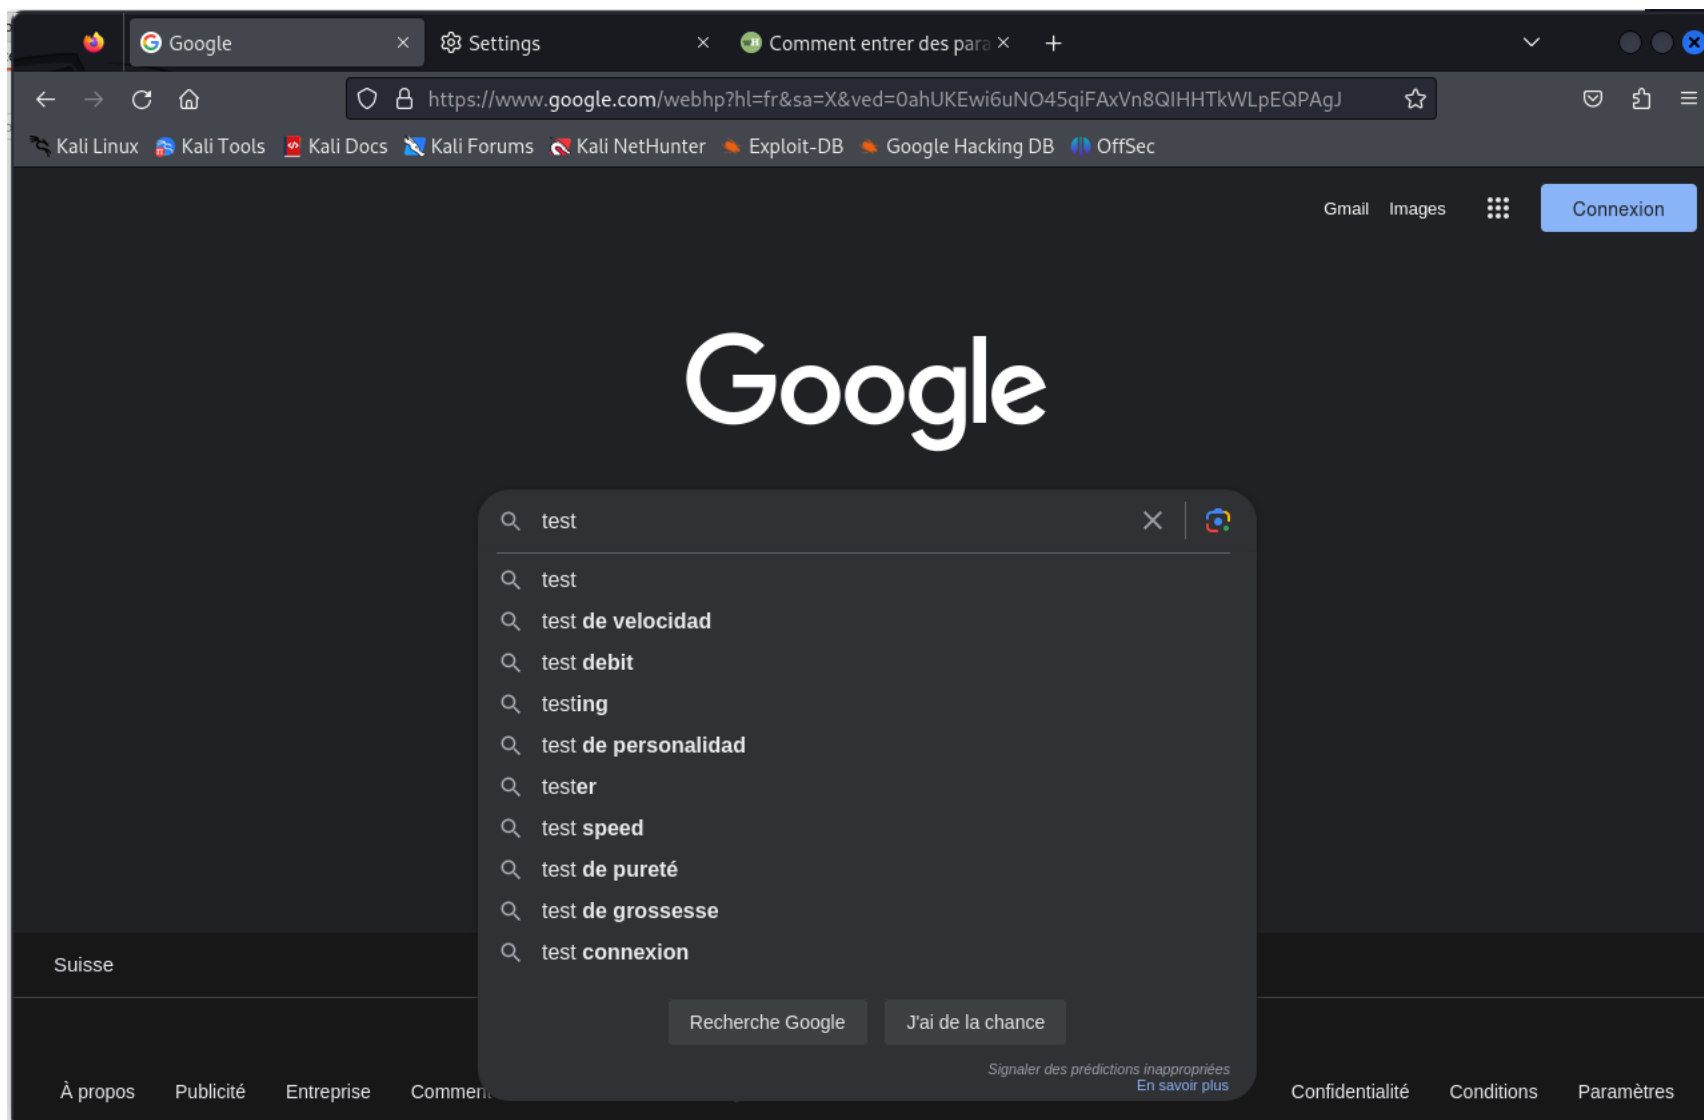 Google Settings Comment entrer des para
https://www.google.com/webhp?hl=fr&sa=X&ved=0ahUKEwi6uNO45qiFAxVn8QIHHTkWLpEQPAgJ
Kali Linux Kali Tools Kali Docs Kali Forums Kali NetHunter Exploit-DB Google Hacking DB OffSec
Gmail Images Connexion
Google
test
test
test de velocidad
test debit
testing
test de personalidad
tester
test speed
test de pureté
test de grossesse
test connexion
Suisse
Recherche Google J'ai de la chance
Signaler des prédictions inappropriées
En savoir plus
À propos Publicité Entreprise Commen Confidentialité Conditions Paramètres